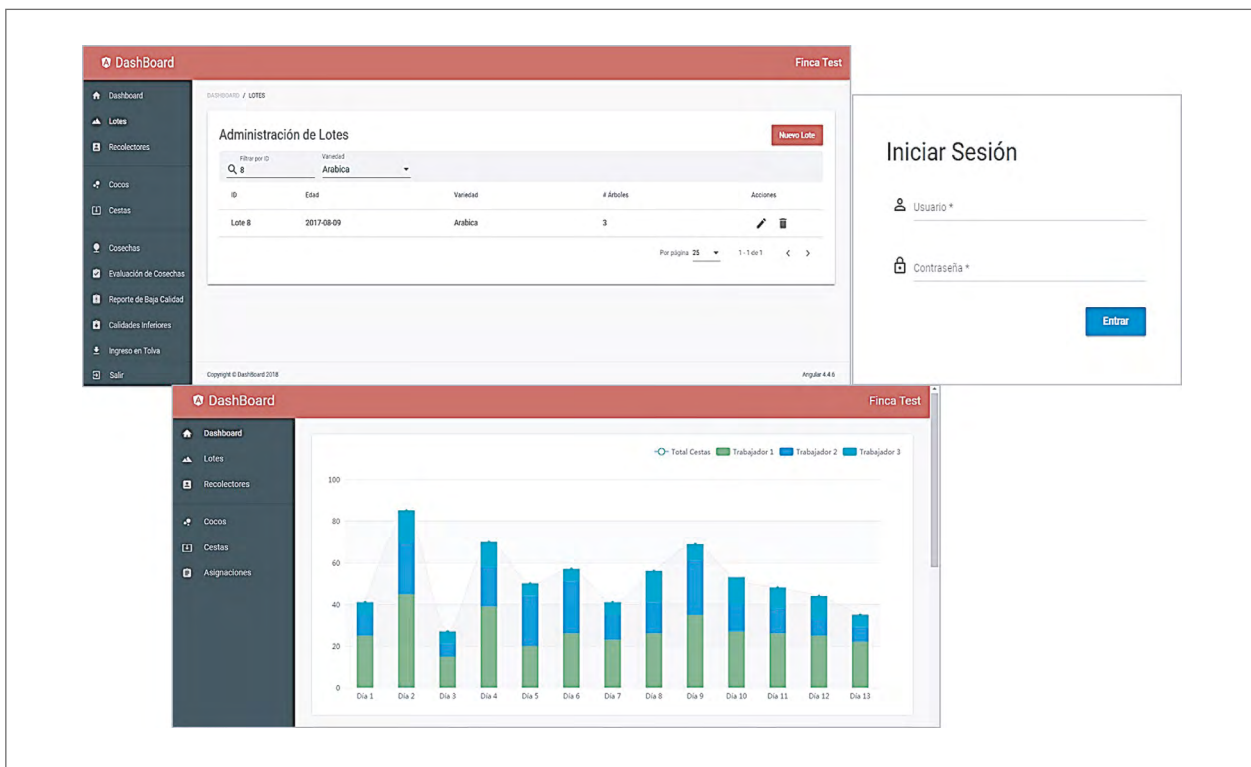 DashBoard
Finca Test
Dashboard
Lotes
Recolectores
Cocos
Cestas
Cosechas
Evaluación de Cosechas
Reporte de Baja Calidad
Calidades Inferiores
Ingreso en Tolva
Salir
DASHBOARD / LOTES
Administración de Lotes
Nuevo Lote
Filtrar por ID
Variedad
8
Arabica
ID Edad Variedad # Árboles Acciones
Lote 8 2017-08-09 Arabica 3
Por página 25 1 - 1 de 1
Copyright © DashBoard 2018
Angular 4.4.6
Iniciar Sesión
Usuario *
Contraseña *
Entrar
DashBoard
Finca Test
Dashboard
Lotes
Recolectores
Cocos
Cestas
Asignaciones
Total Cestas Trabajador 1 Trabajador 2 Trabajador 3
100
80
60
40
20
0
Día 1 Día 2 Día 3 Día 4 Día 5 Día 6 Día 7 Día 8 Día 9 Día 10 Día 11 Día 12 Día 13